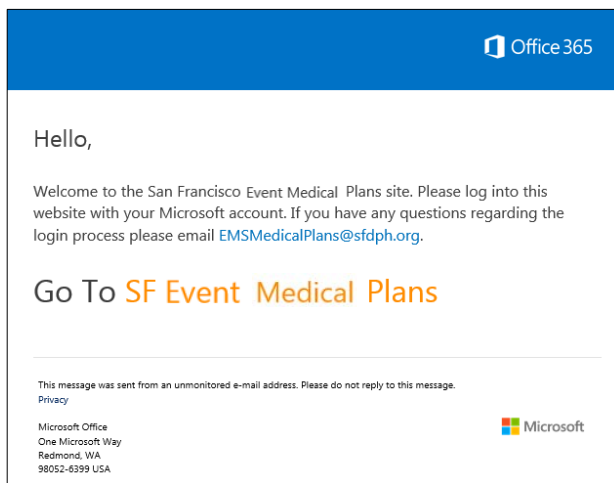 Office 365
Hello,
Welcome to the San Francisco Event Medical Plans site. Please log into this
website with your Microsoft account. If you have any questions regarding the
login process please email EMSMedicalPlans@sfdph.org.
Go To SF Event Medical Plans
This message was sent from an unmonitored e-mail address. Please do not reply to this message.
Privacy
Microsoft Office
One Microsoft Way
Redmond, WA
98052-6399 USA
Microsoft